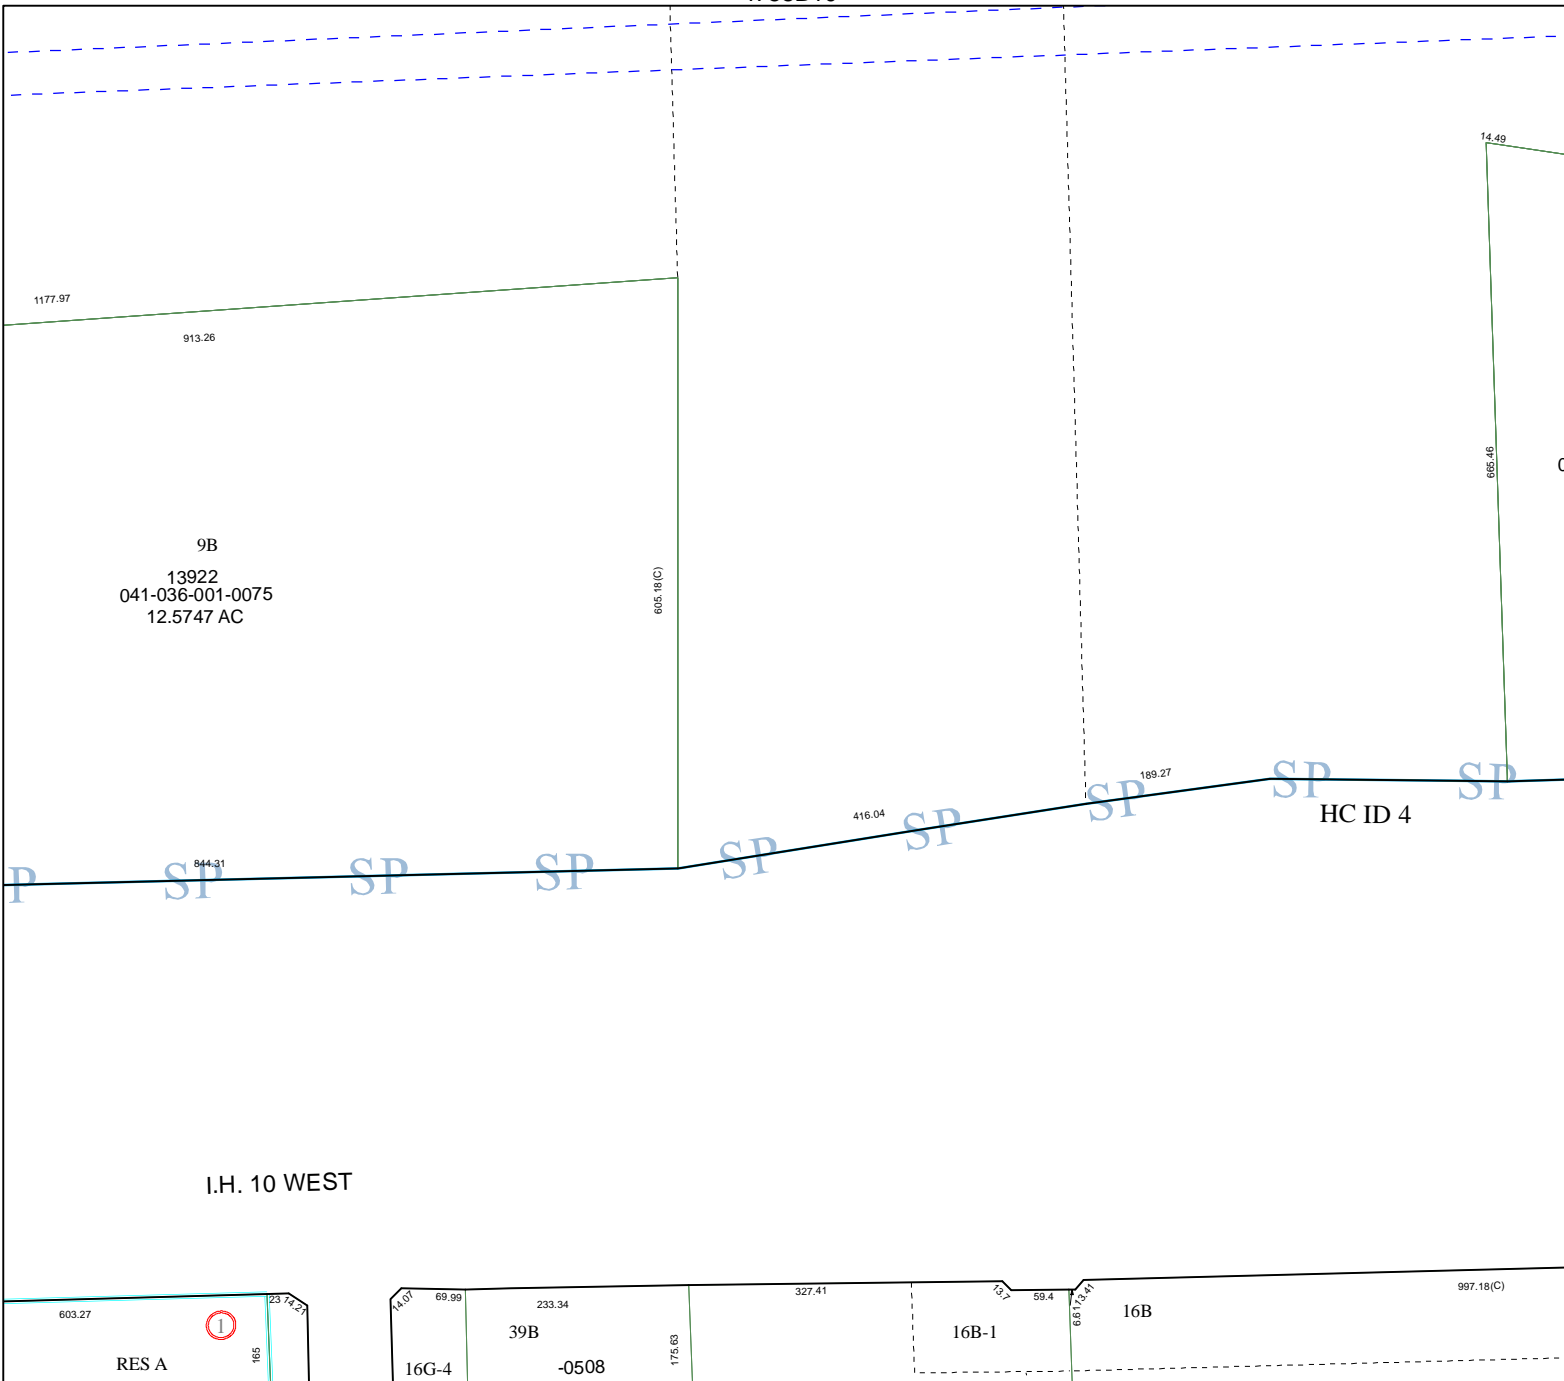 14.49
1177.97
913.26
665.46
9B
13922
041-036-001-0075
12.5747 AC
605.18(C)
189.27
416.04
HC ID 4
844.31
P SP SP SP SP SP SP SP SP
I.H. 10 WEST
603.27
1
RES A
165
23 14.21
14.07
69.99
233.34
39B
16G-4
-0508
175.63
327.41
16B-1
13.7
59.4
13.41
16B
997.18(C)